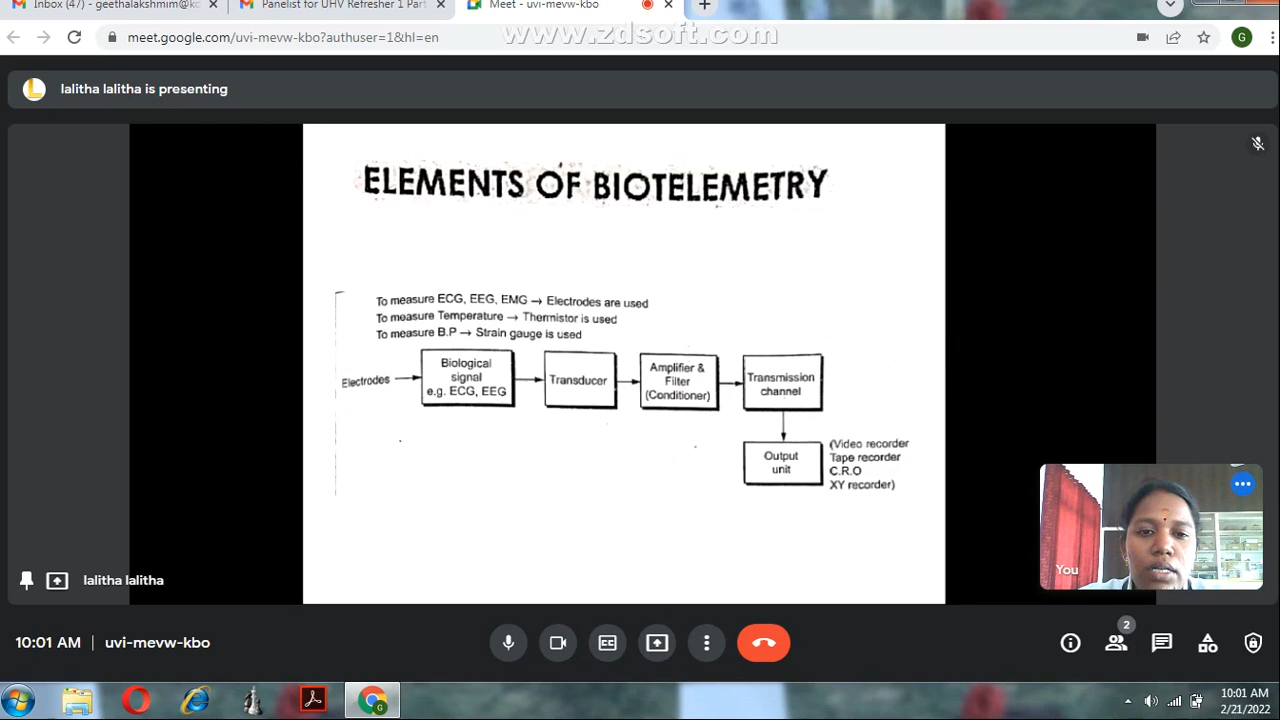 Inbox (47) - geethalakshmim@kc
Panelist for UHV Refresher 1 Part
Meet - uvi-mevw-kbo
meet.google.com/uvi-mevw-kbo?authuser=1&hl=en
www.zdsoft.com
G
L
lalitha lalitha is presenting
ELEMENTS OF BIOTELEMETRY
To measure ECG, EEG, EMG → Electrodes are used
To measure Temperature → Thermistor is used
To measure B.P → Strain gauge is used
Electrodes
Biological
signal
e.g. ECG, EEG
Transducer
Amplifier &
Filter
(Conditioner)
Transmission
channel
Output
unit
(Video recorder
Tape recorder
C.R.O
XY recorder)
You
lalitha lalitha
10:01 AM | uvi-mevw-kbo
CC
2
10:01 AM
2/21/2022